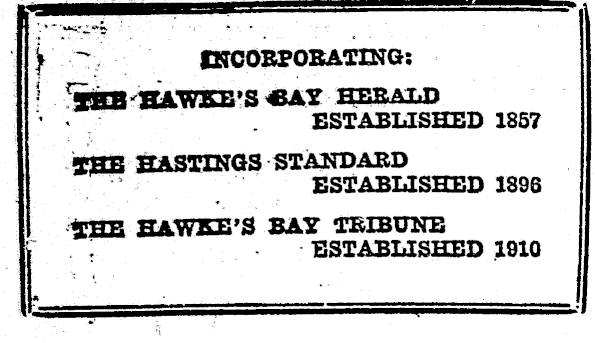 INCORPORATING:
THE HAWKE'S BAY HERALD
ESTABLISHED 1857
THE HASTINGS STANDARD
ESTABLISHED 1896
THE HAWKE'S BAY TRIBUNE
ESTABLISHED 1910